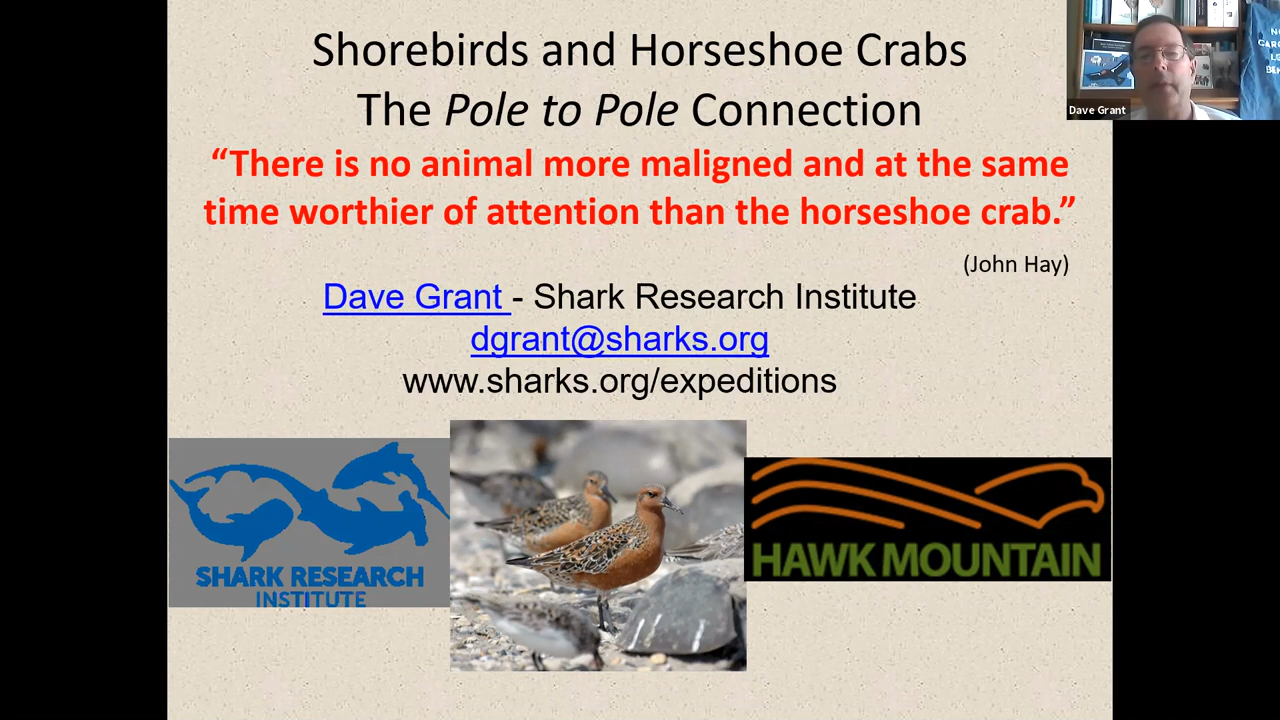 Shorebirds and Horseshoe Crabs
The Pole to Pole Connection
“There is no animal more maligned and at the same
time worthier of attention than the horseshoe crab.”
(John Hay)
Dave Grant - Shark Research Institute
dgrant@sharks.org
www.sharks.org/expeditions
SHARK RESEARCH
INSTITUTE
HAWK MOUNTAIN
Dave Grant